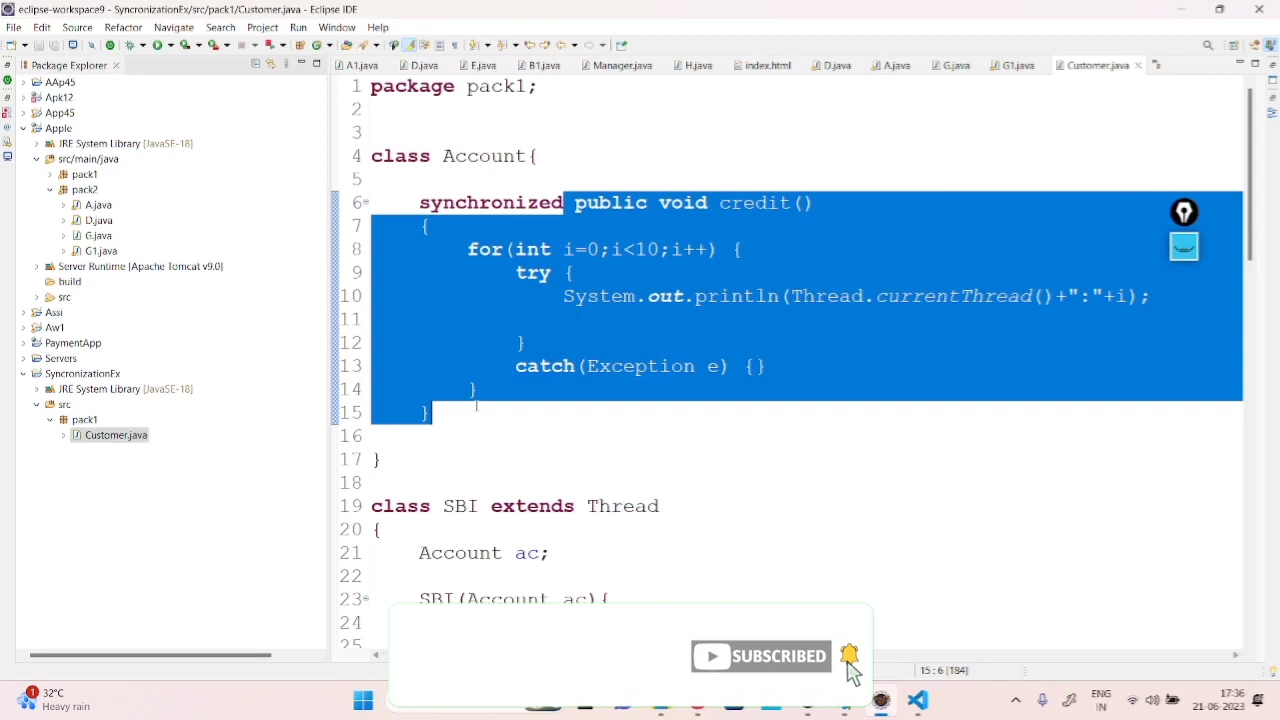 eclipse-workspace9 - SyncronizationEx/src/pack1/Customer.java - Eclipse IDE
File Edit Source Refactor Navigate Search Project Run Window Help
Package Explorer
A1.java D.java E.java B1.java Manager.java H.java index.html D.java A.java G.java G1.java Customer.java
AAp45
Apk12
App45
Apple
JRE System Library [JavaSE-18]
src/main/java
pack1
pack2
A.java
D.java
G.java
G1.java
Server Runtime [Apache Tomcat v9.0]
build
src
Assi
Aw1
PaymentApp
Servers
SyncronizationEx
JRE System Library [JavaSE-18]
src
pack1
Customer.java
1 package pack1;
2
3
4 class Account{
5
6 synchronized public void credit()
7 {
8 for(int i=0;i<10;i++) {
9 try {
10 System.out.println(Thread.currentThread()+":"+i);
11
12 }
13 catch(Exception e) {}
14 }
15 }
16
17 }
18
19 class SBI extends Thread
20 {
21 Account ac;
22
23 SBI(Account ac){
24
25
SUBSCRIBED
15:6 [184]
1
32°C
Heavy rain
ENG
IN
17:36
21-06-2023